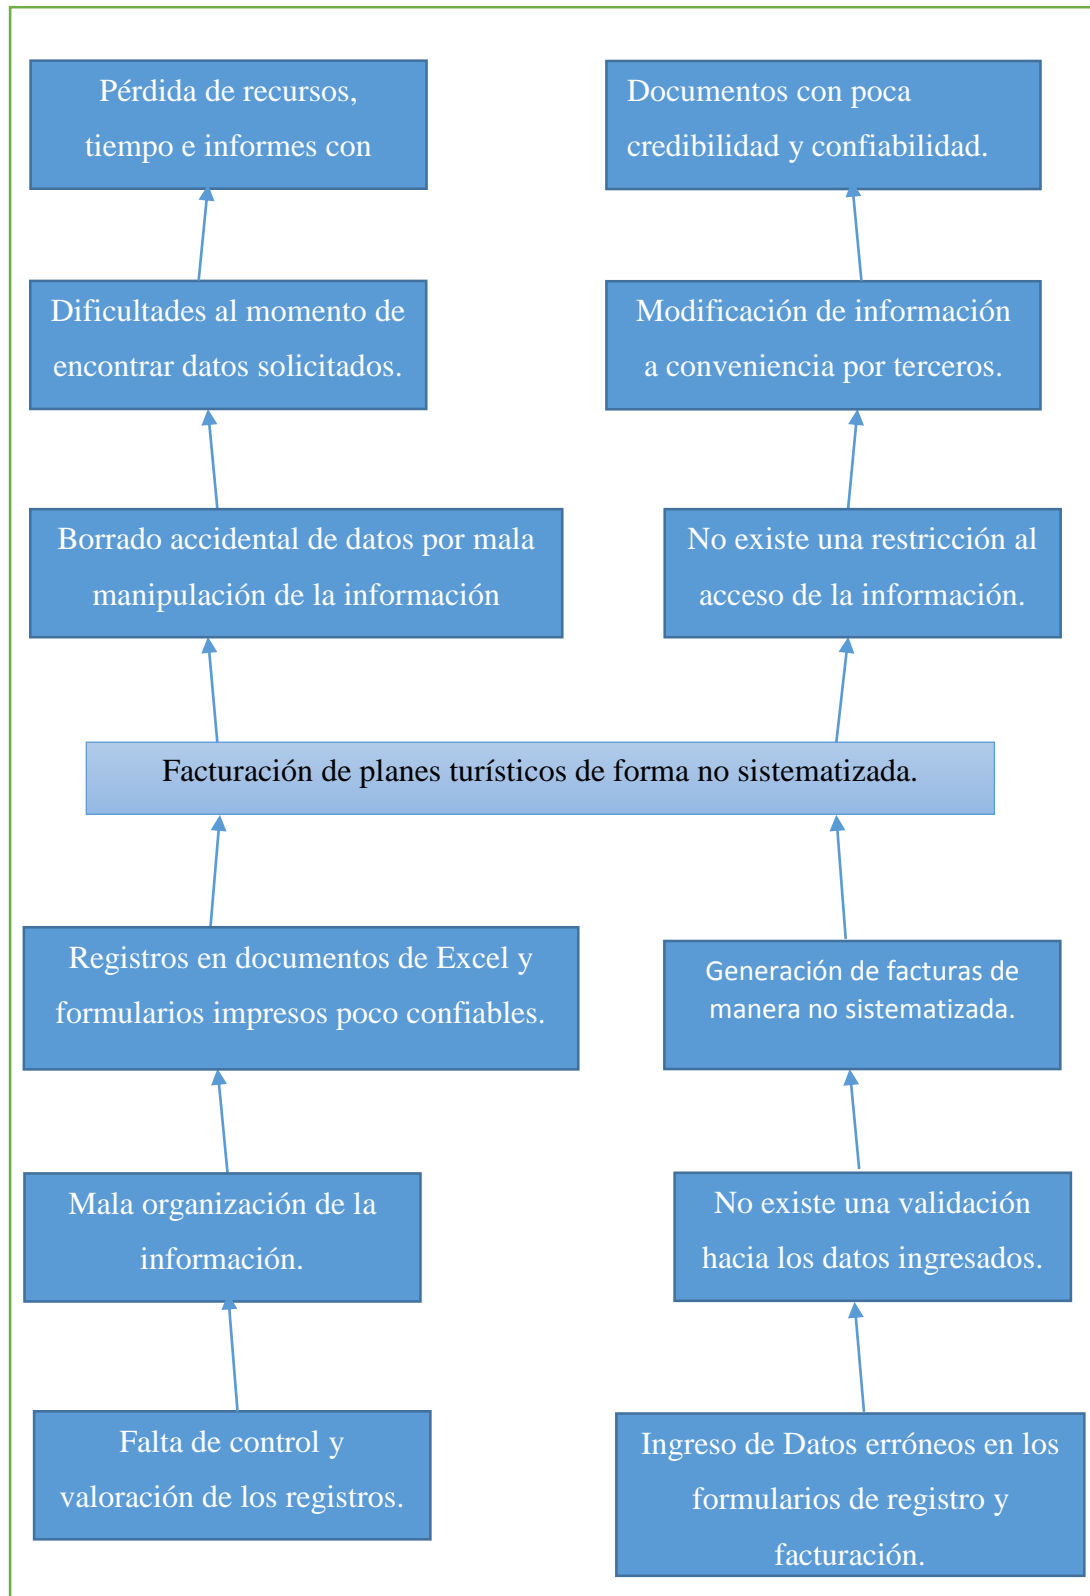 Pérdida de recursos,
tiempo e informes con
Documentos con poca
credibilidad y confiabilidad.
Dificultades al momento de
encontrar datos solicitados.
Modificación de información
a conveniencia por terceros.
Borrado accidental de datos por mala
manipulación de la información
No existe una restricción al
acceso de la información.
Facturación de planes turísticos de forma no sistematizada.
Registros en documentos de Excel y
formularios impresos poco confiables.
Generación de facturas de
manera no sistematizada.
Mala organización de la
información.
No existe una validación
hacia los datos ingresados.
Falta de control y
valoración de los registros.
Ingreso de Datos erróneos en los
formularios de registro y
facturación.